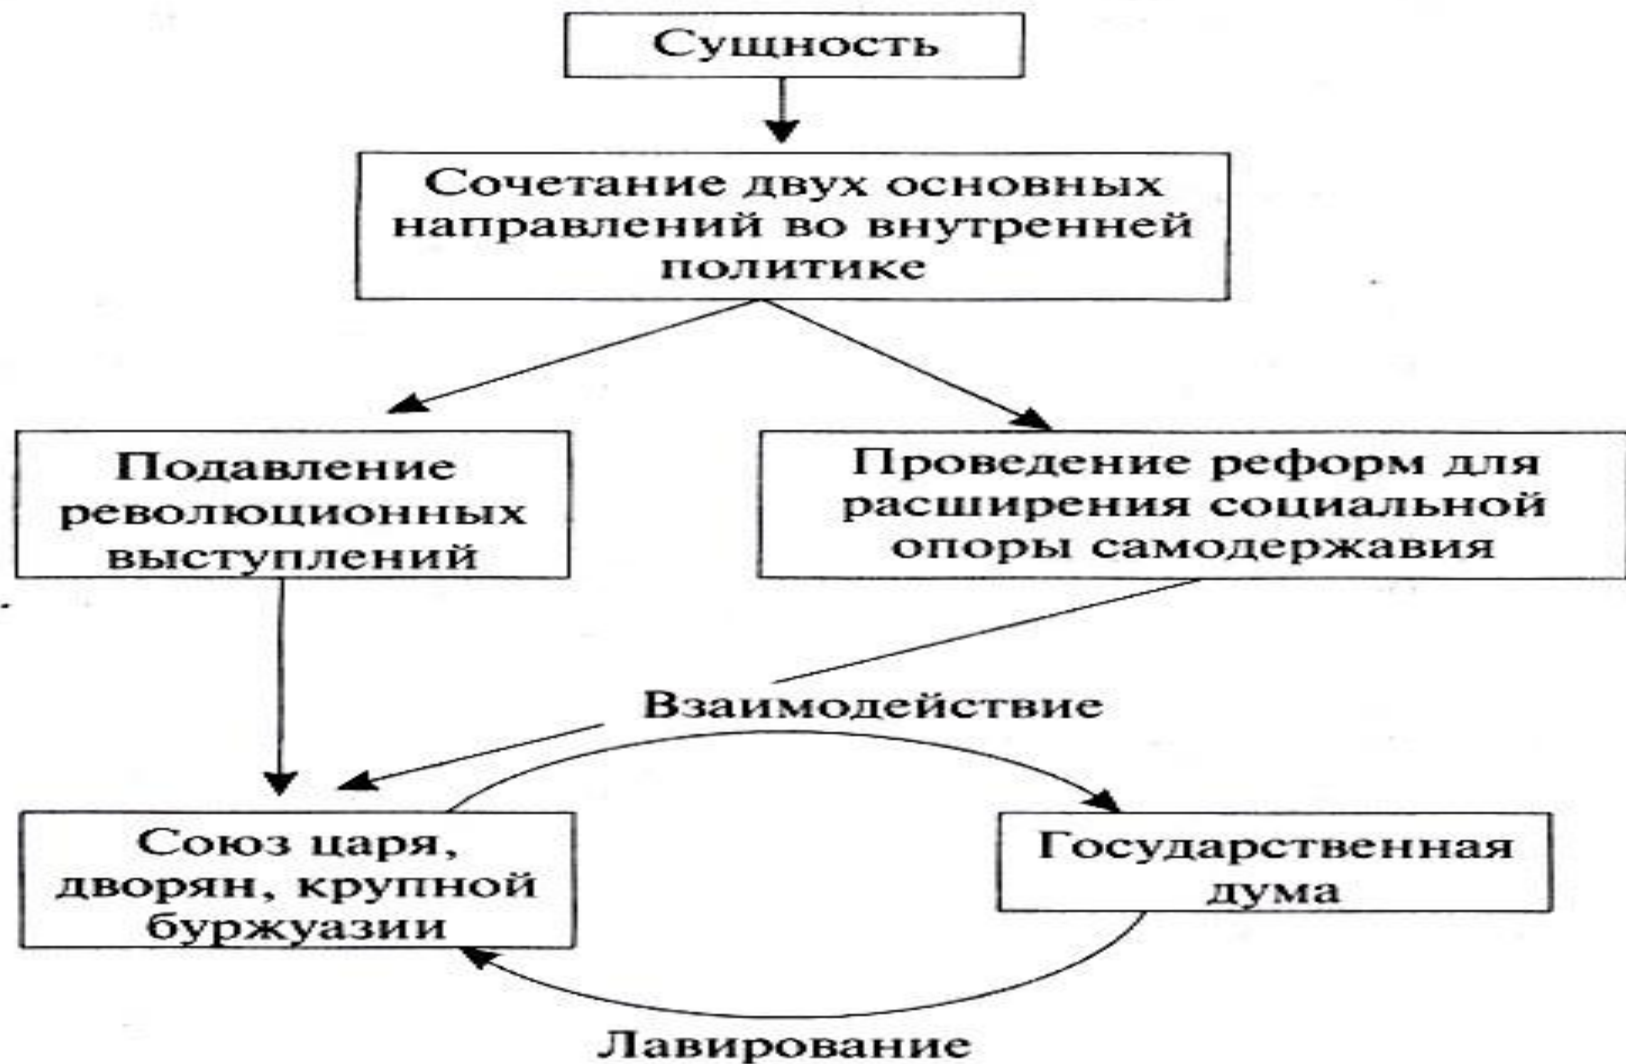 Сущность
Сочетание двух основных
направлений во внутренней
политике
Подавление
революционных
выступлений
Проведение реформ для
расширения социальной
опоры самодержавия
Взаимодействие
Союз царя,
дворян, крупной
буржуазии
Государственная
дума
Лавирование